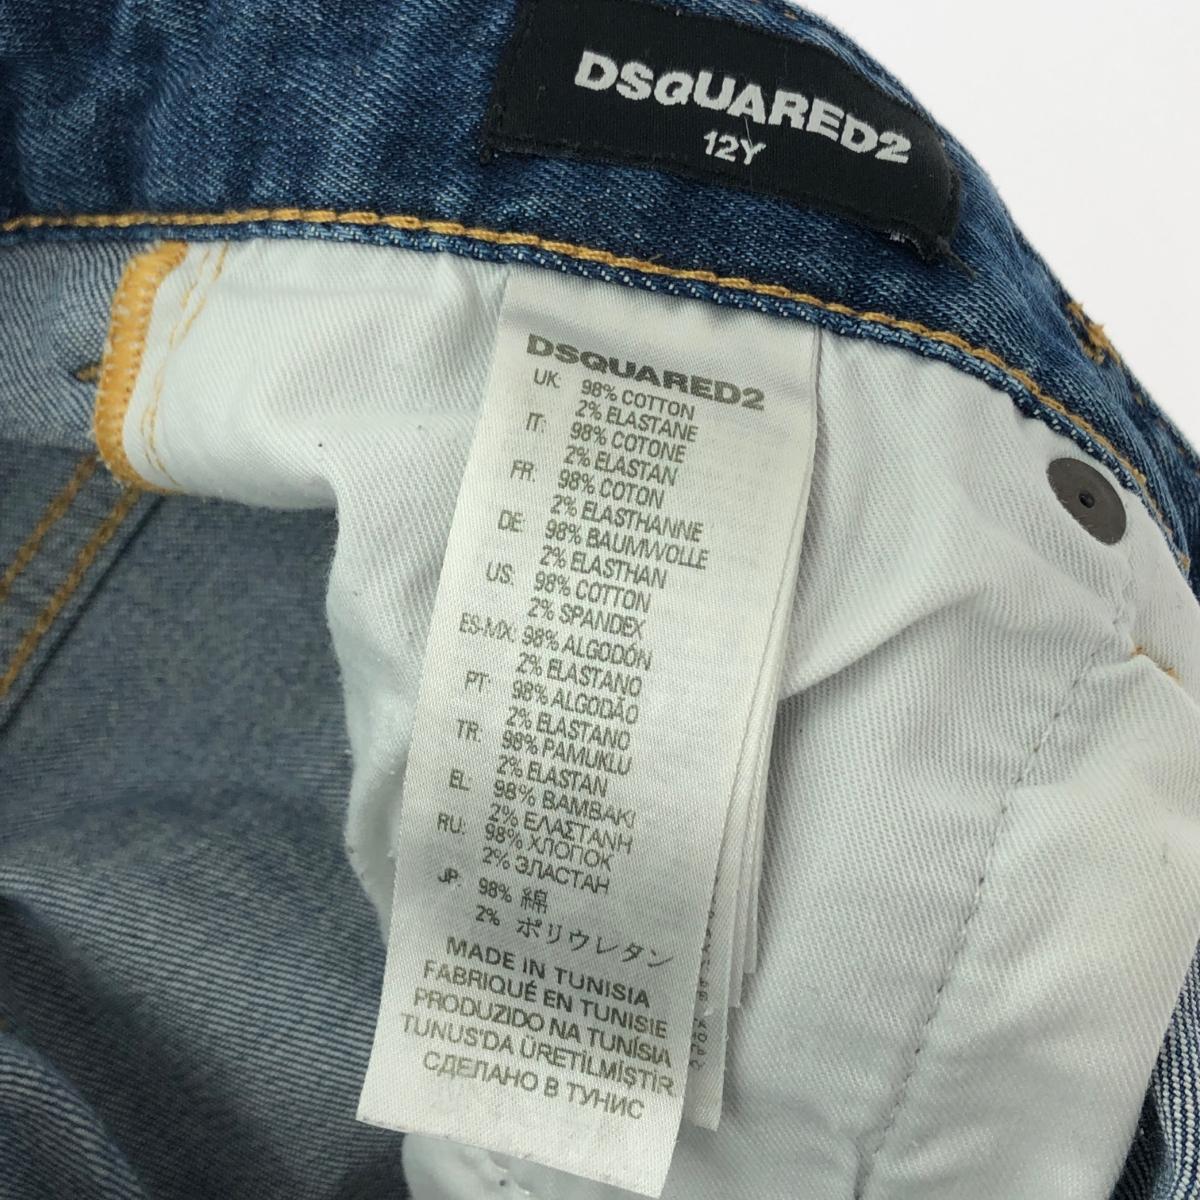 DSQUARED2
12Y
DSQUARED2
UK: 98% COTTON
2% ELASTANE
IT: 98% COTONE
2% ELASTAN
FR: 98% COTON
2% ELASTHANNE
DE: 98% BAUMWOLLE
2% ELASTHAN
US: 98% COTTON
2% SPANDEX
ES-MX: 98% ALGODÓN
2% ELASTANO
PT: 98% ALGODÃO
2% ELASTANO
TR: 98% PAMUKLU
2% ELASTAN
EL: 98% ΒΑΜΒΑΚΙ
2% ΕΛΑΣΤΑΝΗ
RU: 98% ХЛОПОК
2% ЭЛАСТАН
JP: 98% 綿
2% ポリウレタン
MADE IN TUNISIA
FABRIQUÉ EN TUNISIE
PRODUZIDO NA TUNÍSIA
TUNUS'DA ÜRETİLMİŞTİR
СДЕЛАНО В ТУНИС